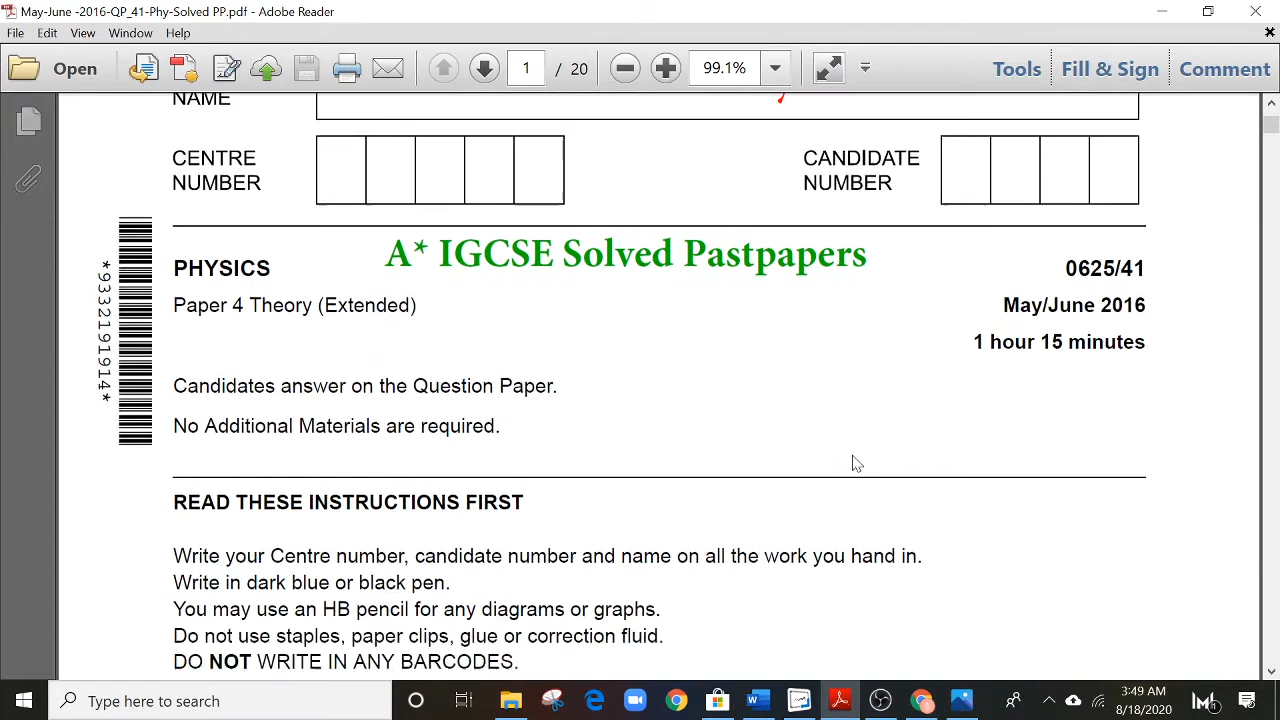 May-June -2016-QP_41-Phy-Solved PP.pdf - Adobe Reader
File Edit View Window Help
Open 1 / 20 99.1% Tools Fill & Sign Comment
NAME
CENTRE
NUMBER
CANDIDATE
NUMBER
*9332191914*
A* IGCSE Solved Pastpapers
PHYSICS 0625/41
Paper 4 Theory (Extended) May/June 2016
1 hour 15 minutes
Candidates answer on the Question Paper.
No Additional Materials are required.
READ THESE INSTRUCTIONS FIRST
Write your Centre number, candidate number and name on all the work you hand in.
Write in dark blue or black pen.
You may use an HB pencil for any diagrams or graphs.
Do not use staples, paper clips, glue or correction fluid.
DO NOT WRITE IN ANY BARCODES.
Type here to search
3:49 AM
8/18/2020